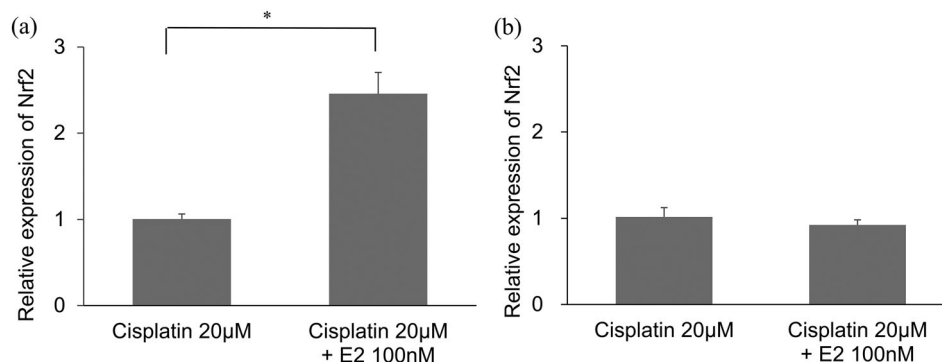 (a)
*
Relative expression of Nrf2
3
2
1
0
Cisplatin 20μM
Cisplatin 20μM
+ E2 100nM
(b)
Relative expression of Nrf2
3
2
1
0
Cisplatin 20μM
Cisplatin 20μM
+ E2 100nM